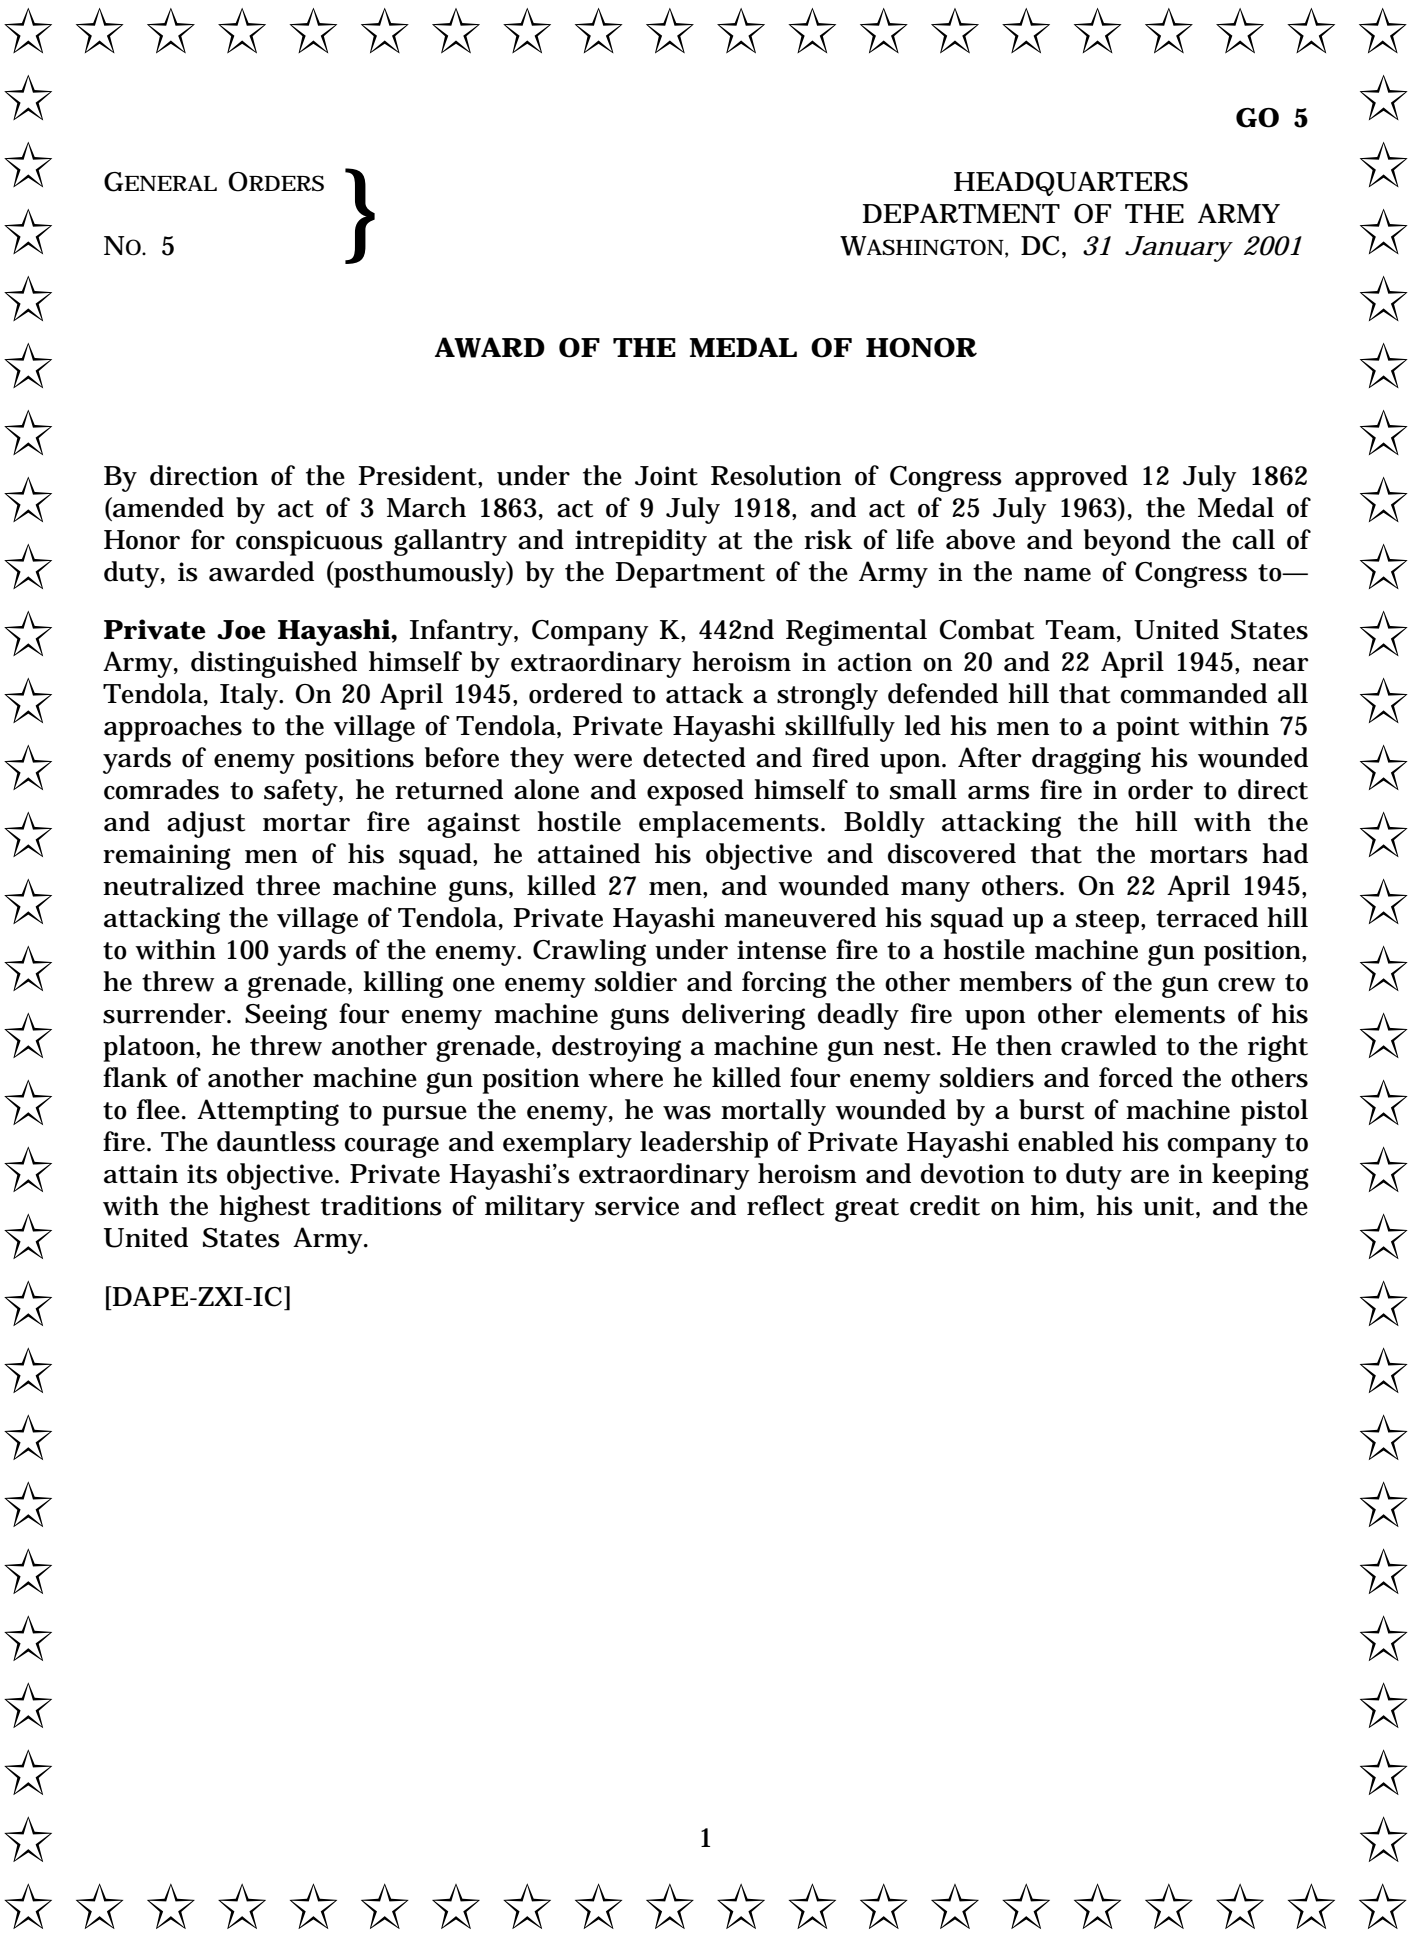 GO 5
GENERAL ORDERS }
NO. 5
HEADQUARTERS
DEPARTMENT OF THE ARMY
WASHINGTON, DC, 31 January 2001
AWARD OF THE MEDAL OF HONOR
By direction of the President, under the Joint Resolution of Congress approved 12 July 1862
(amended by act of 3 March 1863, act of 9 July 1918, and act of 25 July 1963), the Medal of
Honor for conspicuous gallantry and intrepidity at the risk of life above and beyond the call of
duty, is awarded (posthumously) by the Department of the Army in the name of Congress to—
Private Joe Hayashi, Infantry, Company K, 442nd Regimental Combat Team, United States
Army, distinguished himself by extraordinary heroism in action on 20 and 22 April 1945, near
Tendola, Italy. On 20 April 1945, ordered to attack a strongly defended hill that commanded all
approaches to the village of Tendola, Private Hayashi skillfully led his men to a point within 75
yards of enemy positions before they were detected and fired upon. After dragging his wounded
comrades to safety, he returned alone and exposed himself to small arms fire in order to direct
and adjust mortar fire against hostile emplacements. Boldly attacking the hill with the
remaining men of his squad, he attained his objective and discovered that the mortars had
neutralized three machine guns, killed 27 men, and wounded many others. On 22 April 1945,
attacking the village of Tendola, Private Hayashi maneuvered his squad up a steep, terraced hill
to within 100 yards of the enemy. Crawling under intense fire to a hostile machine gun position,
he threw a grenade, killing one enemy soldier and forcing the other members of the gun crew to
surrender. Seeing four enemy machine guns delivering deadly fire upon other elements of his
platoon, he threw another grenade, destroying a machine gun nest. He then crawled to the right
flank of another machine gun position where he killed four enemy soldiers and forced the others
to flee. Attempting to pursue the enemy, he was mortally wounded by a burst of machine pistol
fire. The dauntless courage and exemplary leadership of Private Hayashi enabled his company to
attain its objective. Private Hayashi's extraordinary heroism and devotion to duty are in keeping
with the highest traditions of military service and reflect great credit on him, his unit, and the
United States Army.
[DAPE-ZXI-IC]
1